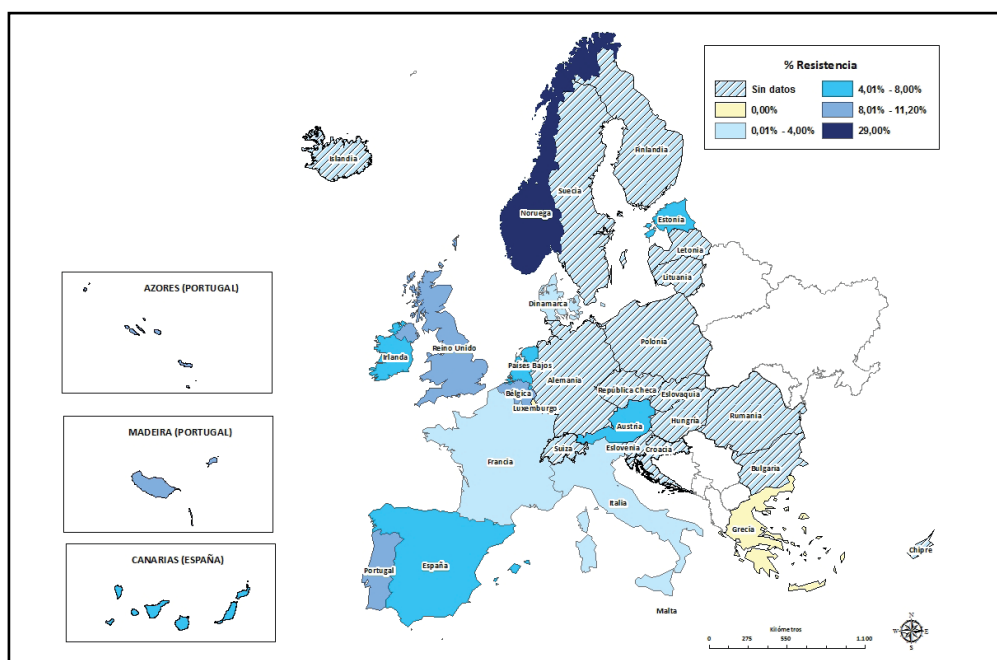 % Resistencia
Sin datos
0,00%
0,01% - 4,00%
4,01% - 8,00%
8,01% - 11,20%
29,00%
Islandia
Finlandia
Suecia
Noruega
Estonia
Letonia
Lituania
Dinamarca
Irlanda
Reino Unido
Países Bajos
Polonia
Bélgica
Alemania
Luxemburgo
República Checa
Eslovaquia
Austria
Hungría
Rumanía
Suiza
Eslovenia
Croacia
Francia
Bulgaria
Italia
Grecia
Chipre
Portugal
España
Malta
AZORES (PORTUGAL)
MADEIRA (PORTUGAL)
CANARIAS (ESPAÑA)
Kilómetros
0 275 550 1.100
N
W E
S